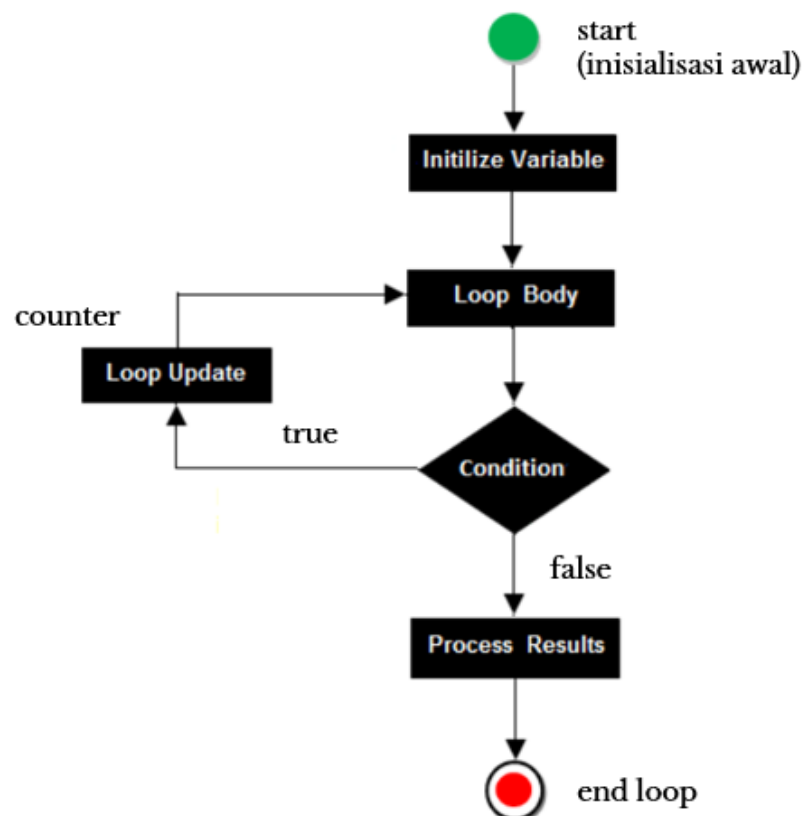 start
(inisialisasi awal)
Initilize Variable
Loop Body
counter
Loop Update
true
Condition
false
Process Results
end loop